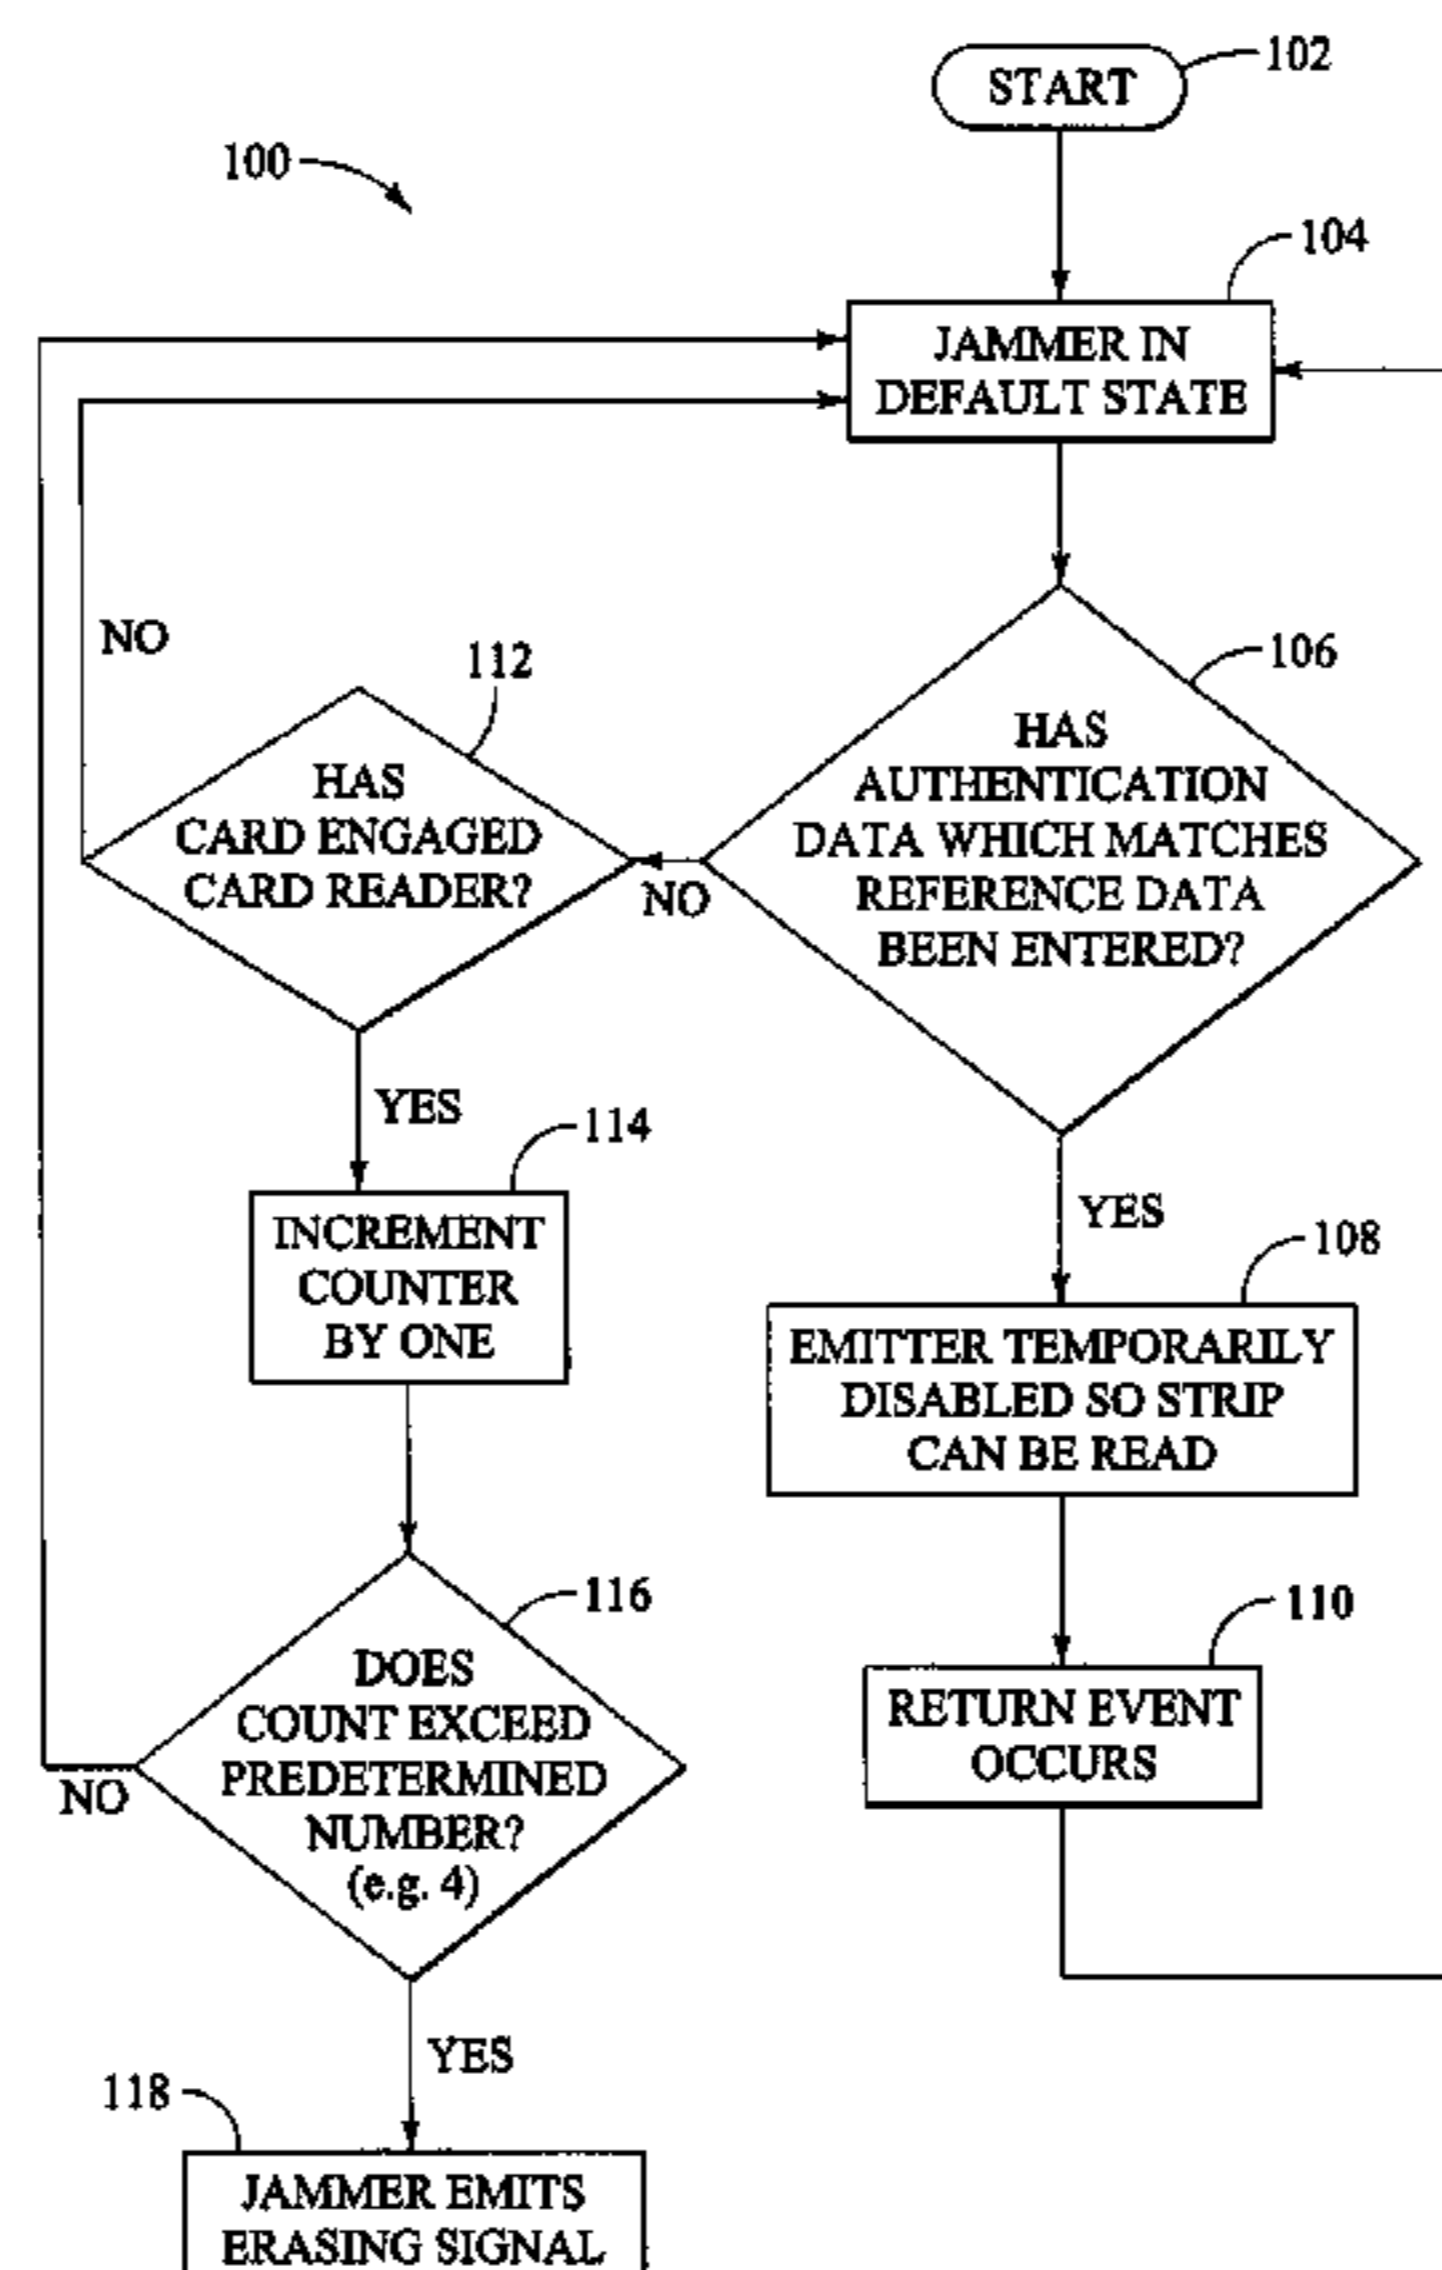 START
102
100
104
JAMMER IN
DEFAULT STATE
NO
112
106
HAS
CARD ENGAGED
CARD READER?
HAS
AUTHENTICATION
DATA WHICH MATCHES
REFERENCE DATA
BEEN ENTERED?
NO
YES
114
YES
108
INCREMENT
COUNTER
BY ONE
EMITTER TEMPORARILY
DISABLED SO STRIP
CAN BE READ
116
110
DOES
COUNT EXCEED
PREDETERMINED
NUMBER?
(e.g. 4)
NO
RETURN EVENT
OCCURS
YES
118
JAMMER EMITS
ERASING SIGNAL